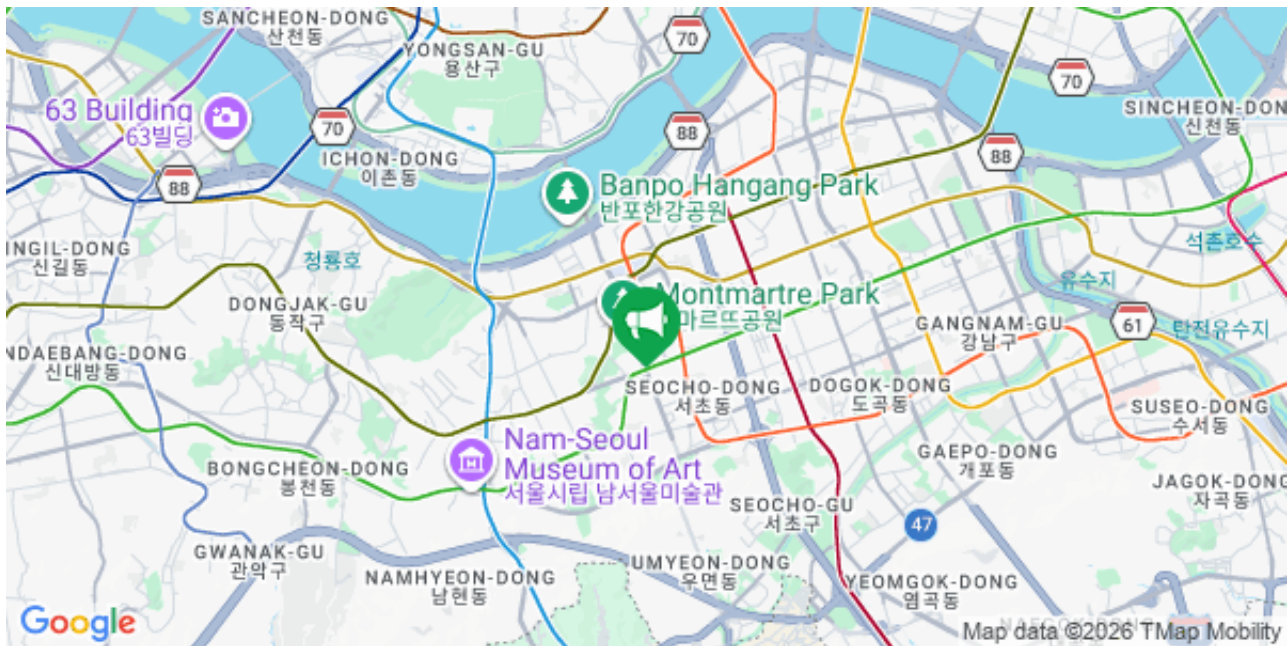 SANCHEON-DONG
산천동
YONGSAN-GU
용산구
70
70
63 Building
63빌딩
70
88
SINCHEON-DON
신천동
ICHON-DONG
이촌동
88
88
Banpo Hangang Park
반포한강공원
INGIL-DONG
신길동
청룡호
석촌호수
유수지
DONGJAK-GU
동작구
Montmartre Park
마르뜨공원
GANGNAM-GU
강남구
61
탄천유수지
NDAEBANG-DONG
신대방동
SEOCHO-DONG
서초동
DOGOK-DONG
도곡동
SUSEO-DONG
수서동
Nam-Seoul
Museum of Art
서울시립 남서울미술관
BONGCHEON-DONG
봉천동
GAEPO-DONG
개포동
JAGOK-DONG
자곡동
SEOCHO-GU
서초구
47
GWANAK-GU
관악구
NAMHYEON-DONG
남현동
UMYEON-DONG
우면동
YEOMGOK-DONG
염곡동
Google
Map data ©2026 TMap Mobility